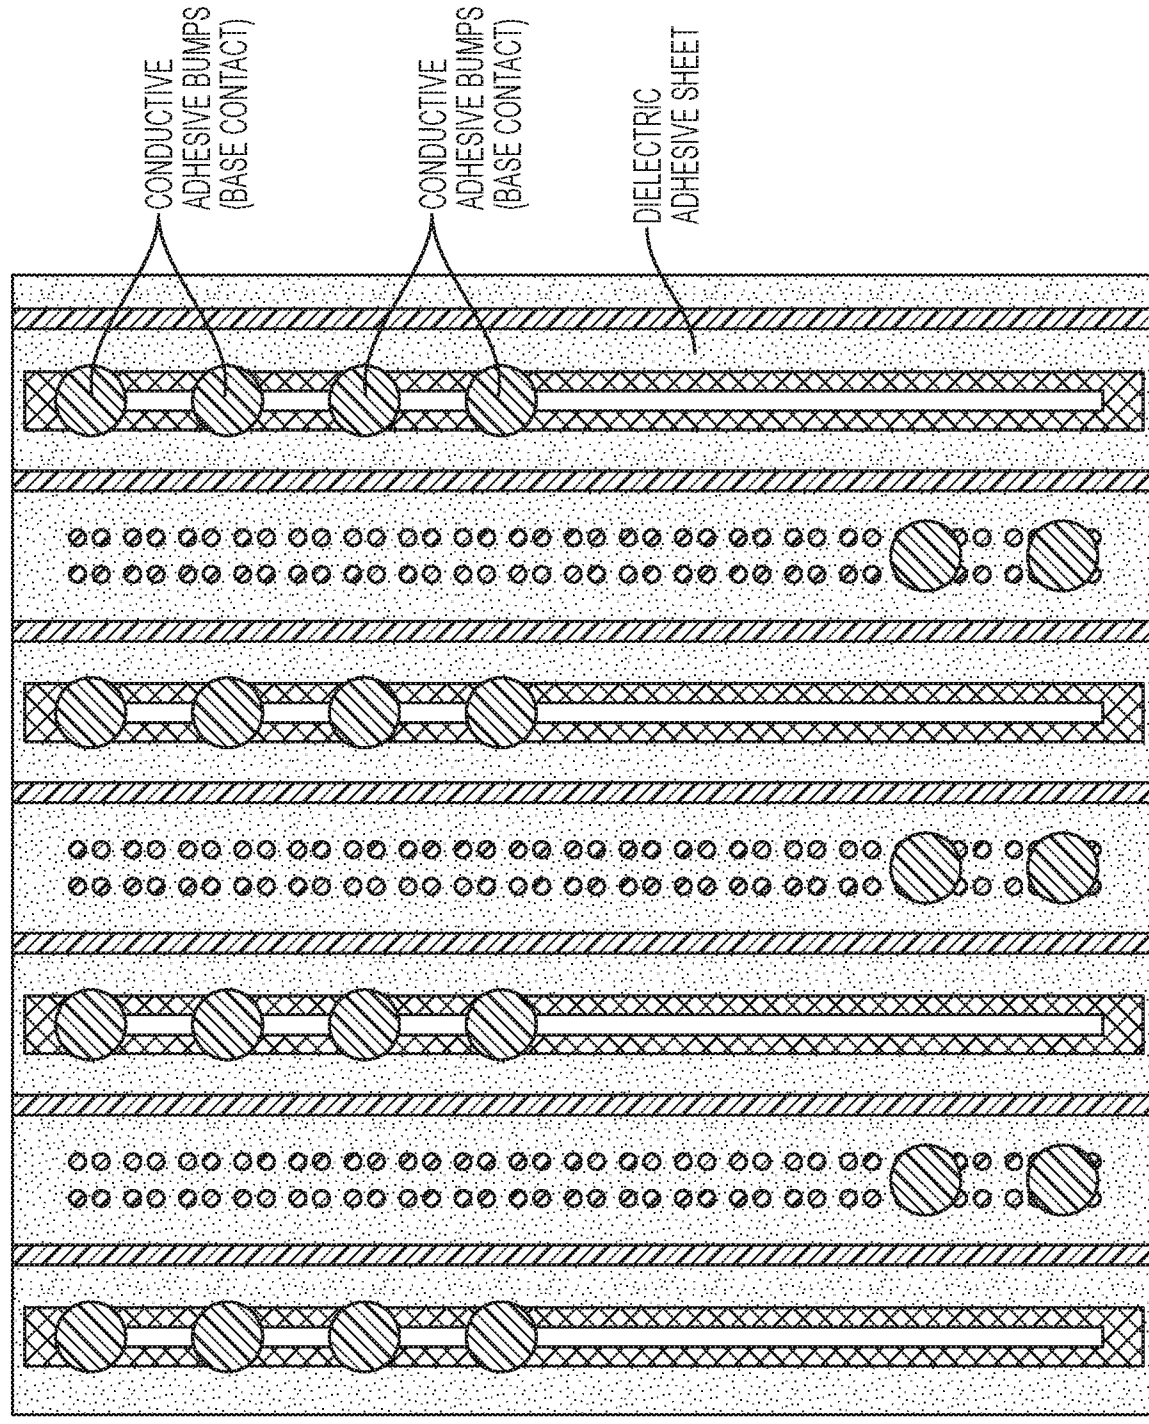 CONDUCTIVE
ADHESIVE BUMPS
(BASE CONTACT)
CONDUCTIVE
ADHESIVE BUMPS
(BASE CONTACT)
DIELECTRIC
ADHESIVE SHEET